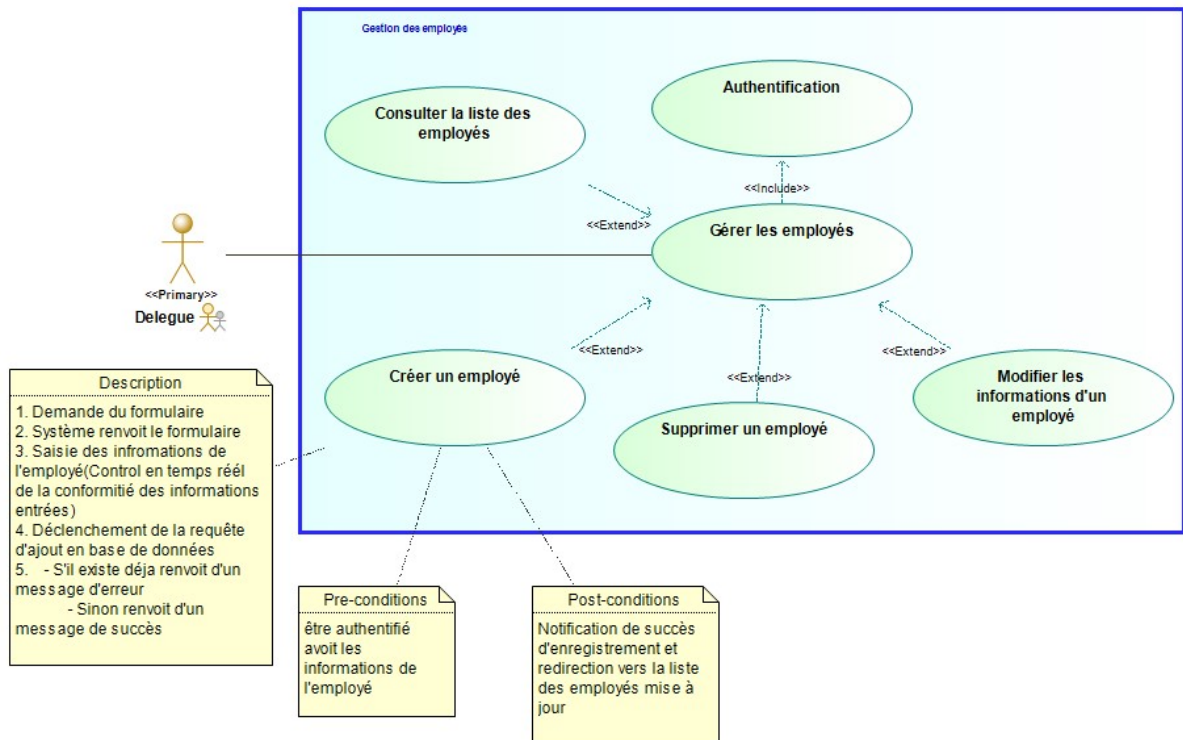 Gestion des employés
Consulter la liste des
employés
Authentification
<<Include>>
<<Extend>>
Gérer les employés
<<Primary>>
Delegue
<<Extend>>
<<Extend>>
<<Extend>>
Créer un employé
Supprimer un employé
Modifier les
informations d'un
employé
Description
1. Demande du formulaire
2. Système renvoit le formulaire
3. Saisie des infromations de
l'employé(Control en temps réél
de la conformitié des informations
entrées)
4. Déclenchement de la requête
d'ajout en base de données
5. - S'il existe déja renvoit d'un
message d'erreur
- Sinon renvoit d'un
message de succès
Pre-conditions
être authentifié
avoit les
informations de
l'employé
Post-conditions
Notification de succès
d'enregistrement et
redirection vers la liste
des employés mise à
jour